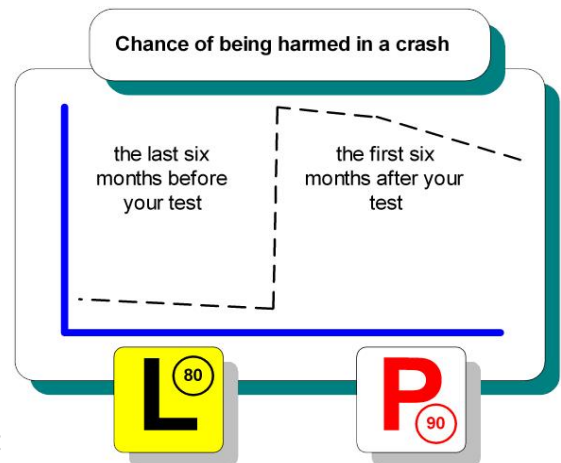 Chance of being harmed in a crash
the last six
months before
your test
the first six
months after your
test
L
80
P
90